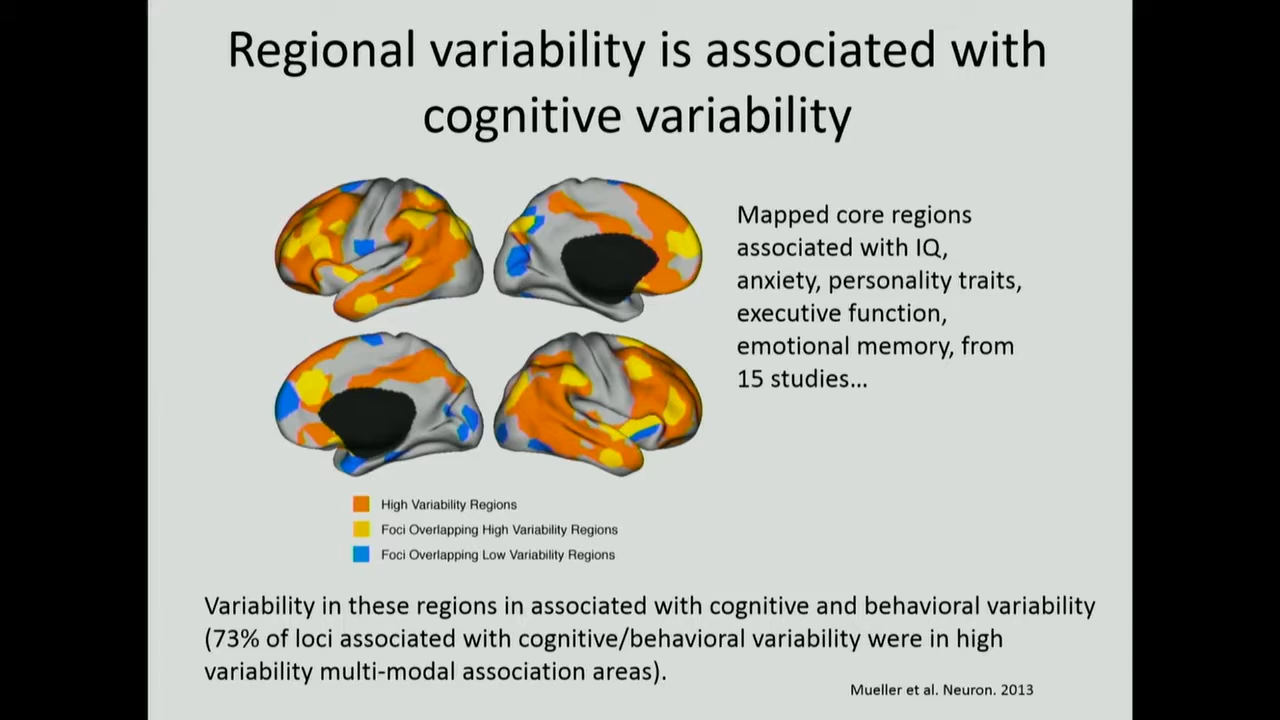 Regional variability is associated with
cognitive variability
Mapped core regions
associated with IQ,
anxiety, personality traits,
executive function,
emotional memory, from
15 studies…
High Variability Regions
Foci Overlapping High Variability Regions
Foci Overlapping Low Variability Regions
Variability in these regions in associated with cognitive and behavioral variability
(73% of loci associated with cognitive/behavioral variability were in high
variability multi-modal association areas).
Mueller et al. Neuron. 2013